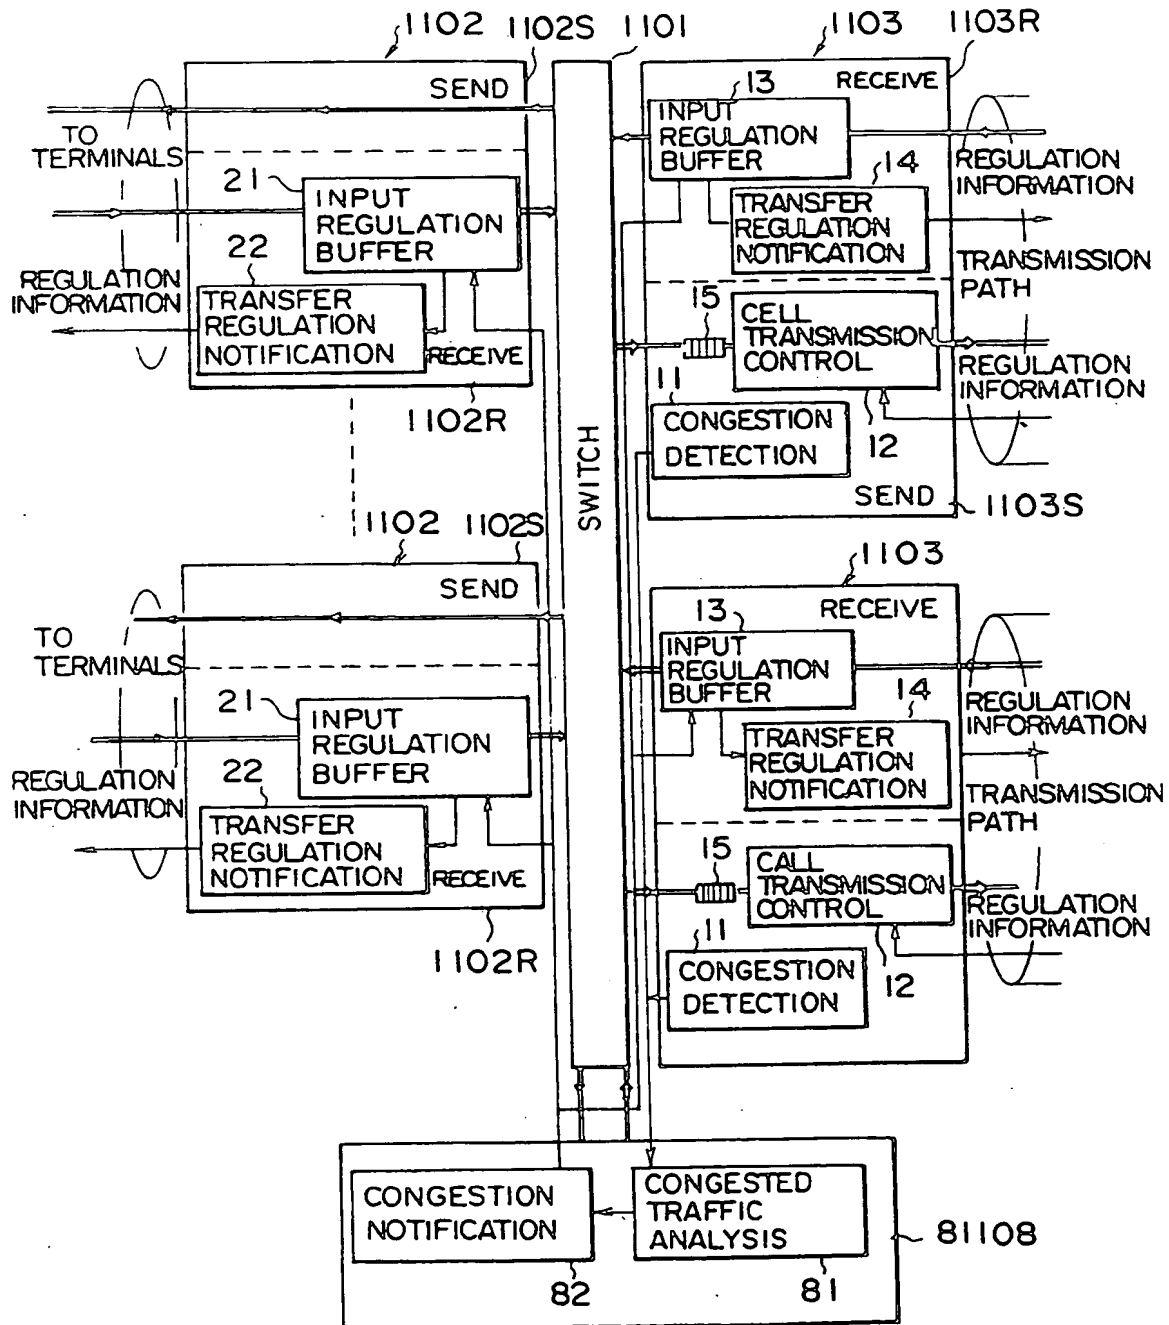 1102
1102S
1101
1103
1103R
SEND
RECEIVE
13
INPUT
REGULATION
BUFFER
TO
TERMINALS
21
INPUT
REGULATION
BUFFER
14
TRANSFER
REGULATION
NOTIFICATION
REGULATION
INFORMATION
22
REGULATION
INFORMATION
TRANSFER
REGULATION
NOTIFICATION
RECEIVE
1102R
TRANSMISSION
PATH
15
CELL
TRANSMISSION
CONTROL
REGULATION
INFORMATION
11
CONGESTION
DETECTION
12
SEND
1103S
SWITCH
1102
1102S
SEND
1103
RECEIVE
13
INPUT
REGULATION
BUFFER
TO
TERMINALS
21
INPUT
REGULATION
BUFFER
14
TRANSFER
REGULATION
NOTIFICATION
REGULATION
INFORMATION
22
REGULATION
INFORMATION
TRANSFER
REGULATION
NOTIFICATION
RECEIVE
1102R
TRANSMISSION
PATH
15
CALL
TRANSMISSION
CONTROL
REGULATION
INFORMATION
11
CONGESTION
DETECTION
12
CONGESTION
NOTIFICATION
82
CONGESTED
TRAFFIC
ANALYSIS
81
81108